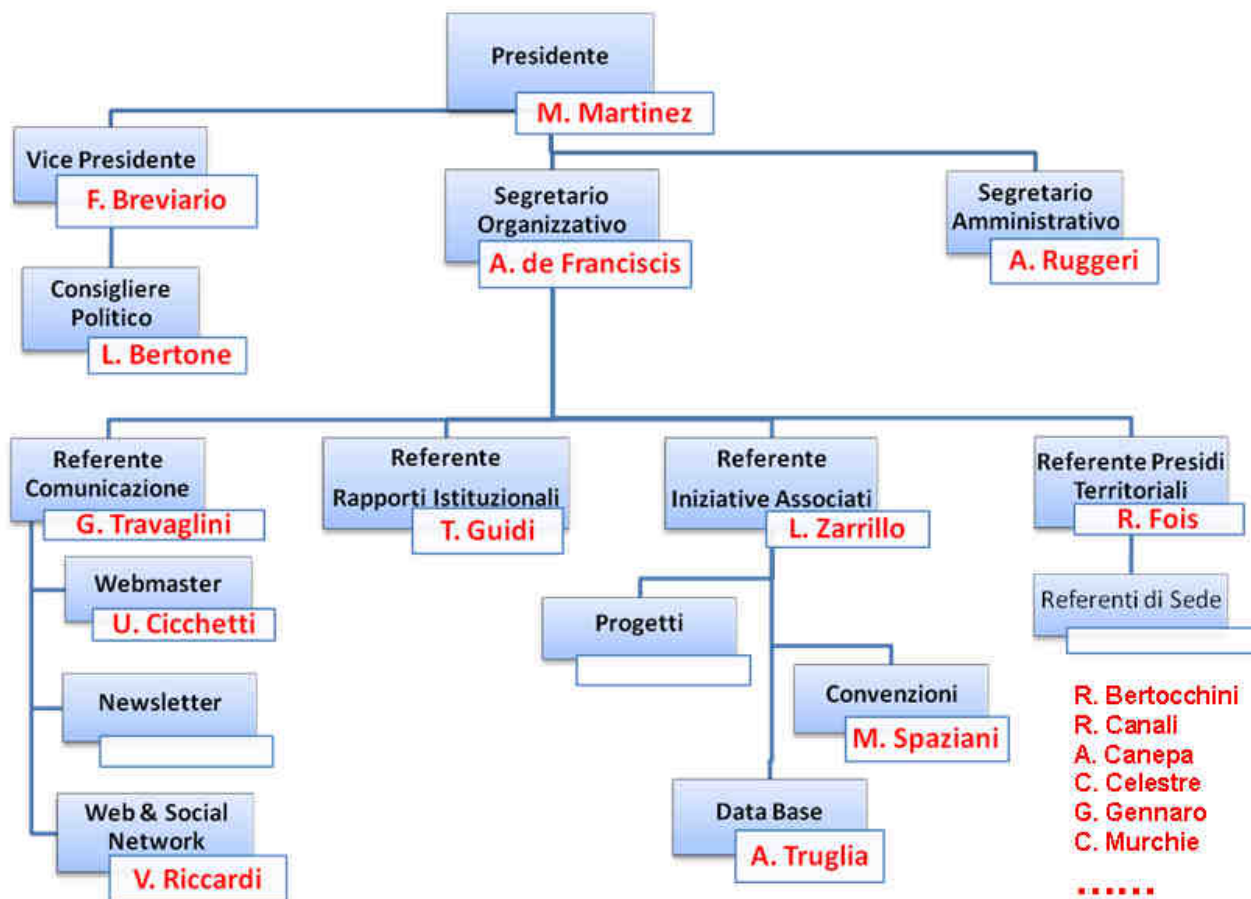 Presidente
M. Martinez
Vice Presidente
F. Breviario
Segretario
Organizzativo
A. de Franciscis
Segretario
Amministrativo
A. Ruggeri
Consigliere
Politico
L. Bertone
Referente
Comunicazione
G. Travaglini
Referente
Rapporti Istituzionali
T. Guidi
Referente
Iniziative Associati
L. Zarrillo
Referente Presidi
Territoriali
R. Fois
Webmaster
U. Cicchetti
Newsletter
Web & Social
Network
V. Riccardi
Progetti
Convenzioni
M. Spaziani
Data Base
A. Truglia
Referenti di Sede
R. Bertocchini
R. Canali
A. Canepa
C. Celestre
G. Gennaro
C. Murchie
......